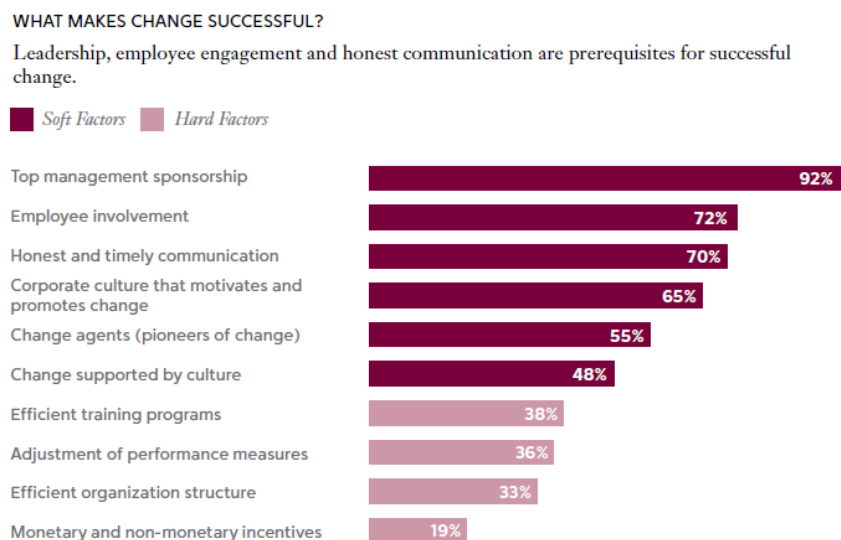 WHAT MAKES CHANGE SUCCESSFUL?
Leadership, employee engagement and honest communication are prerequisites for successful
change.
Soft Factors Hard Factors
Top management sponsorship 92%
Employee involvement 72%
Honest and timely communication 70%
Corporate culture that motivates and
promotes change 65%
Change agents (pioneers of change) 55%
Change supported by culture 48%
Efficient training programs 38%
Adjustment of performance measures 36%
Efficient organization structure 33%
Monetary and non-monetary incentives 19%